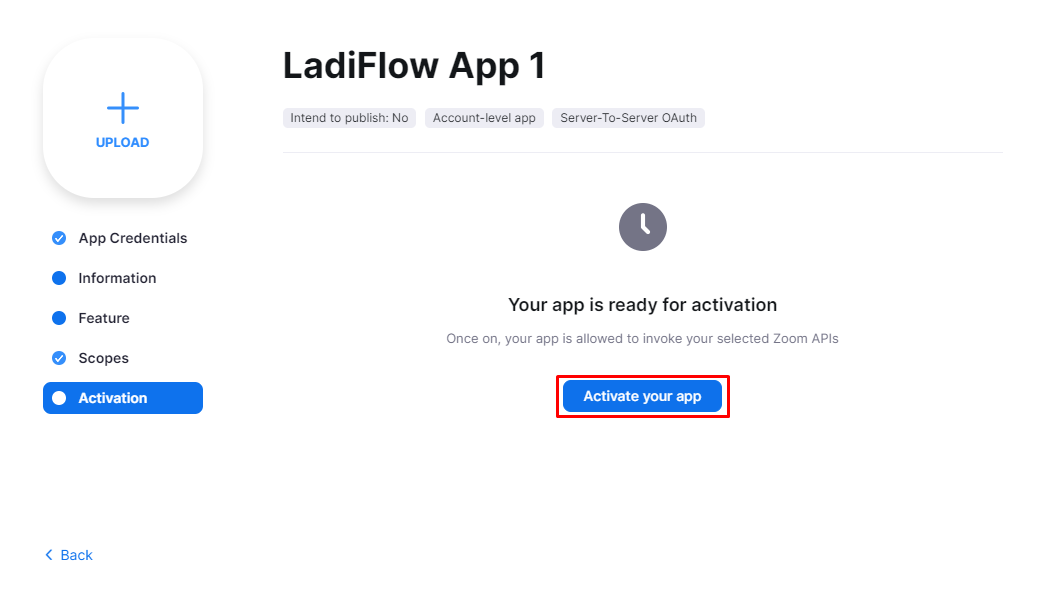 UPLOAD
App Credentials
Information
Feature
Scopes
Activation
Back
LadiFlow App 1
Intend to publish: No Account-level app Server-To-Server OAuth
Your app is ready for activation
Once on, your app is allowed to invoke your selected Zoom APIs
Activate your app